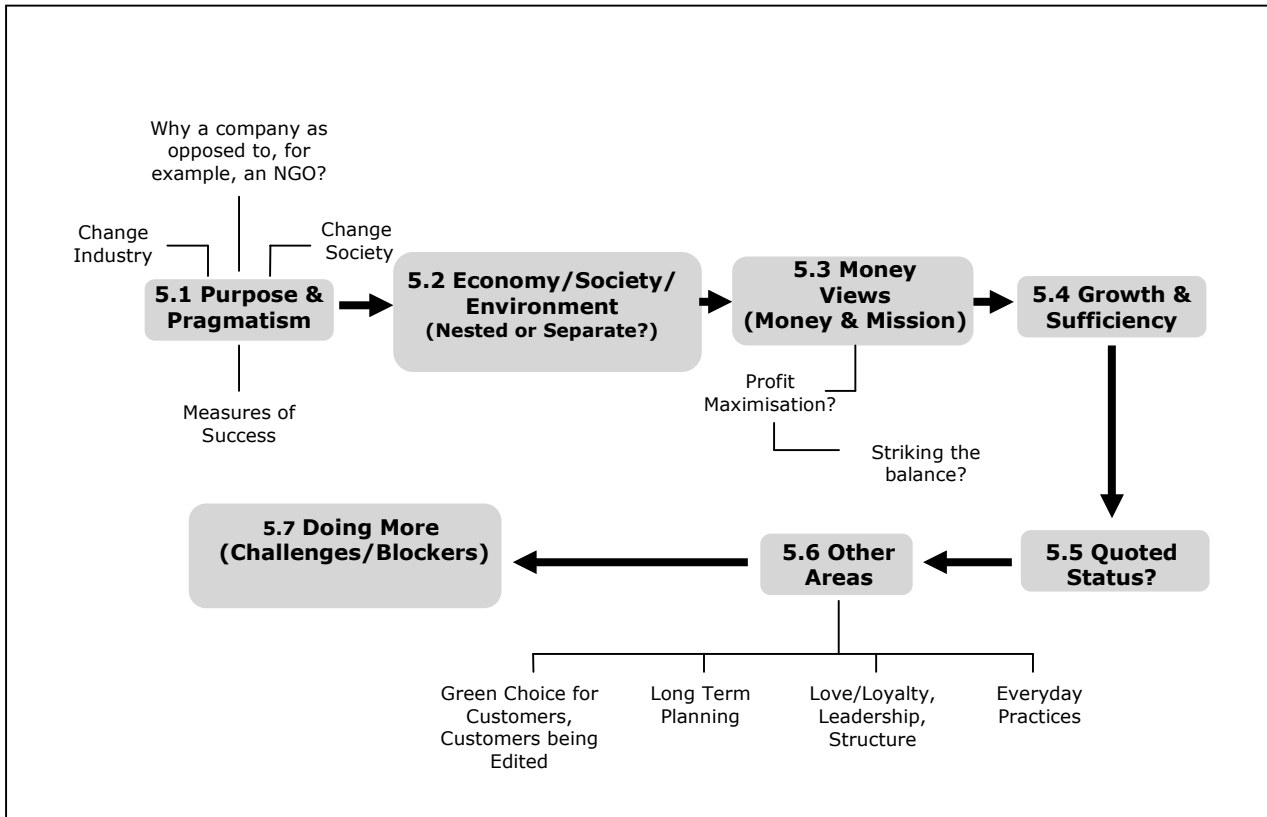 Why a company as
opposed to, for
example, an NGO?
Change
Industry
Change
Society
5.1 Purpose &
Pragmatism
Measures of
Success
5.2 Economy/Society/
Environment
(Nested or Separate?)
5.3 Money
Views
(Money & Mission)
Profit
Maximisation?
Striking the
balance?
5.4 Growth &
Sufficiency
5.5 Quoted
Status?
5.6 Other
Areas
Green Choice for
Customers,
Customers being
Edited
Long Term
Planning
Love/Loyalty,
Leadership,
Structure
Everyday
Practices
5.7 Doing More
(Challenges/Blockers)